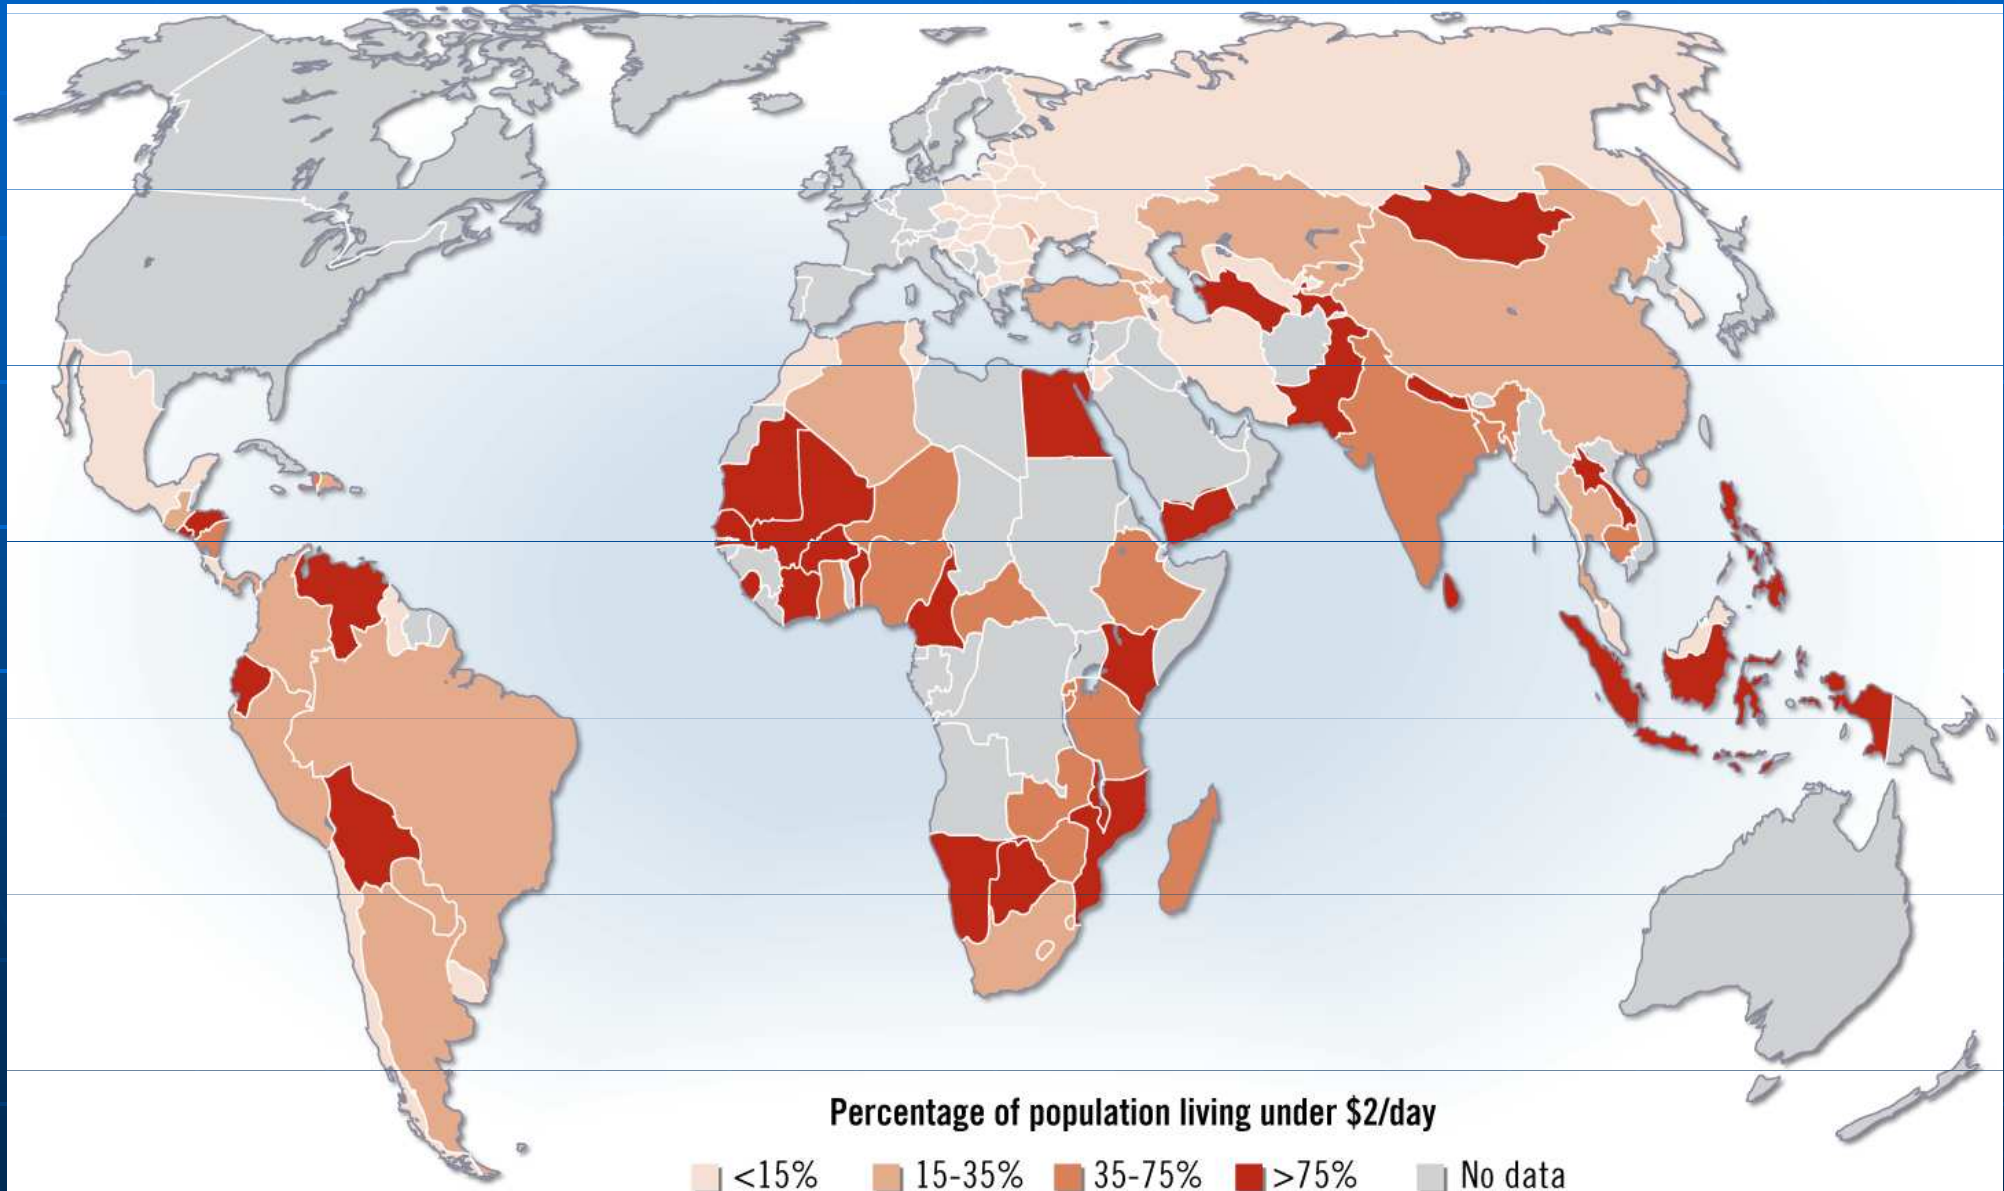 Percentage of population living under $2/day
<15% 15-35% 35-75% >75% No data